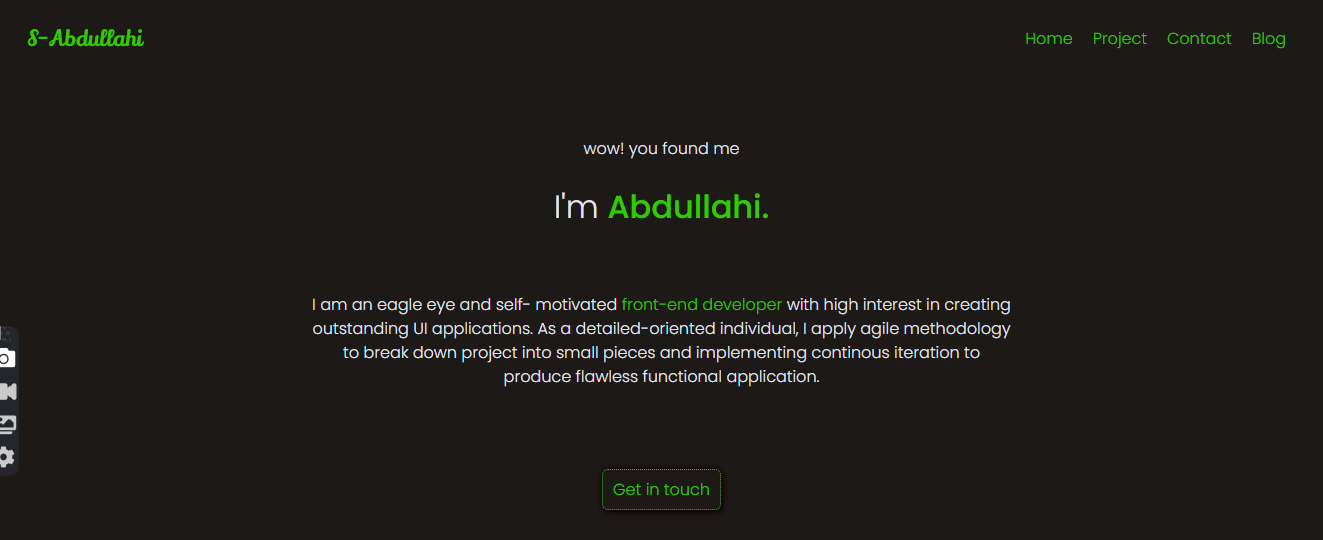 S-Abdullahi
Home Project Contact Blog
wow! you found me
I'm Abdullahi.
I am an eagle eye and self- motivated front-end developer with high interest in creating
outstanding UI applications. As a detailed-oriented individual, I apply agile methodology
to break down project into small pieces and implementing continous iteration to
produce flawless functional application.
Get in touch